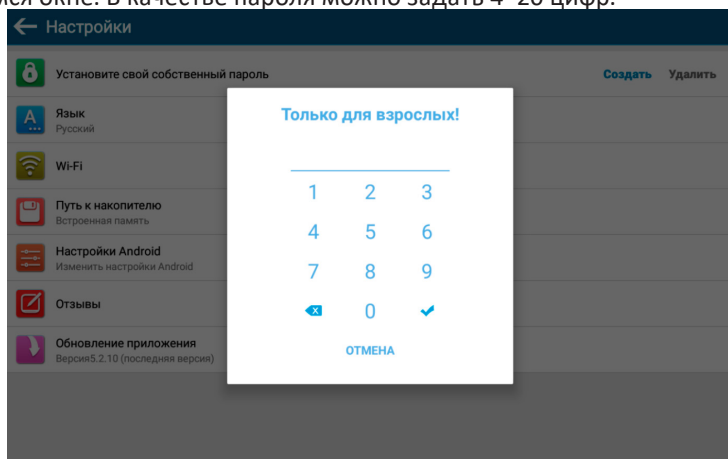 мся окне. В качестве пароля можно задать 4-20 цифр.
Настройки
Установите свой собственный пароль
Создать Удалить
Язык
Русский
Wi-Fi
Путь к накопителю
Встроенная память
Настройки Android
Изменить настройки Android
Отзывы
Обновление приложения
Версия5.2.10 (последняя версия)
Только для взрослых!
1 2 3
4 5 6
7 8 9
0
ОТМЕНА